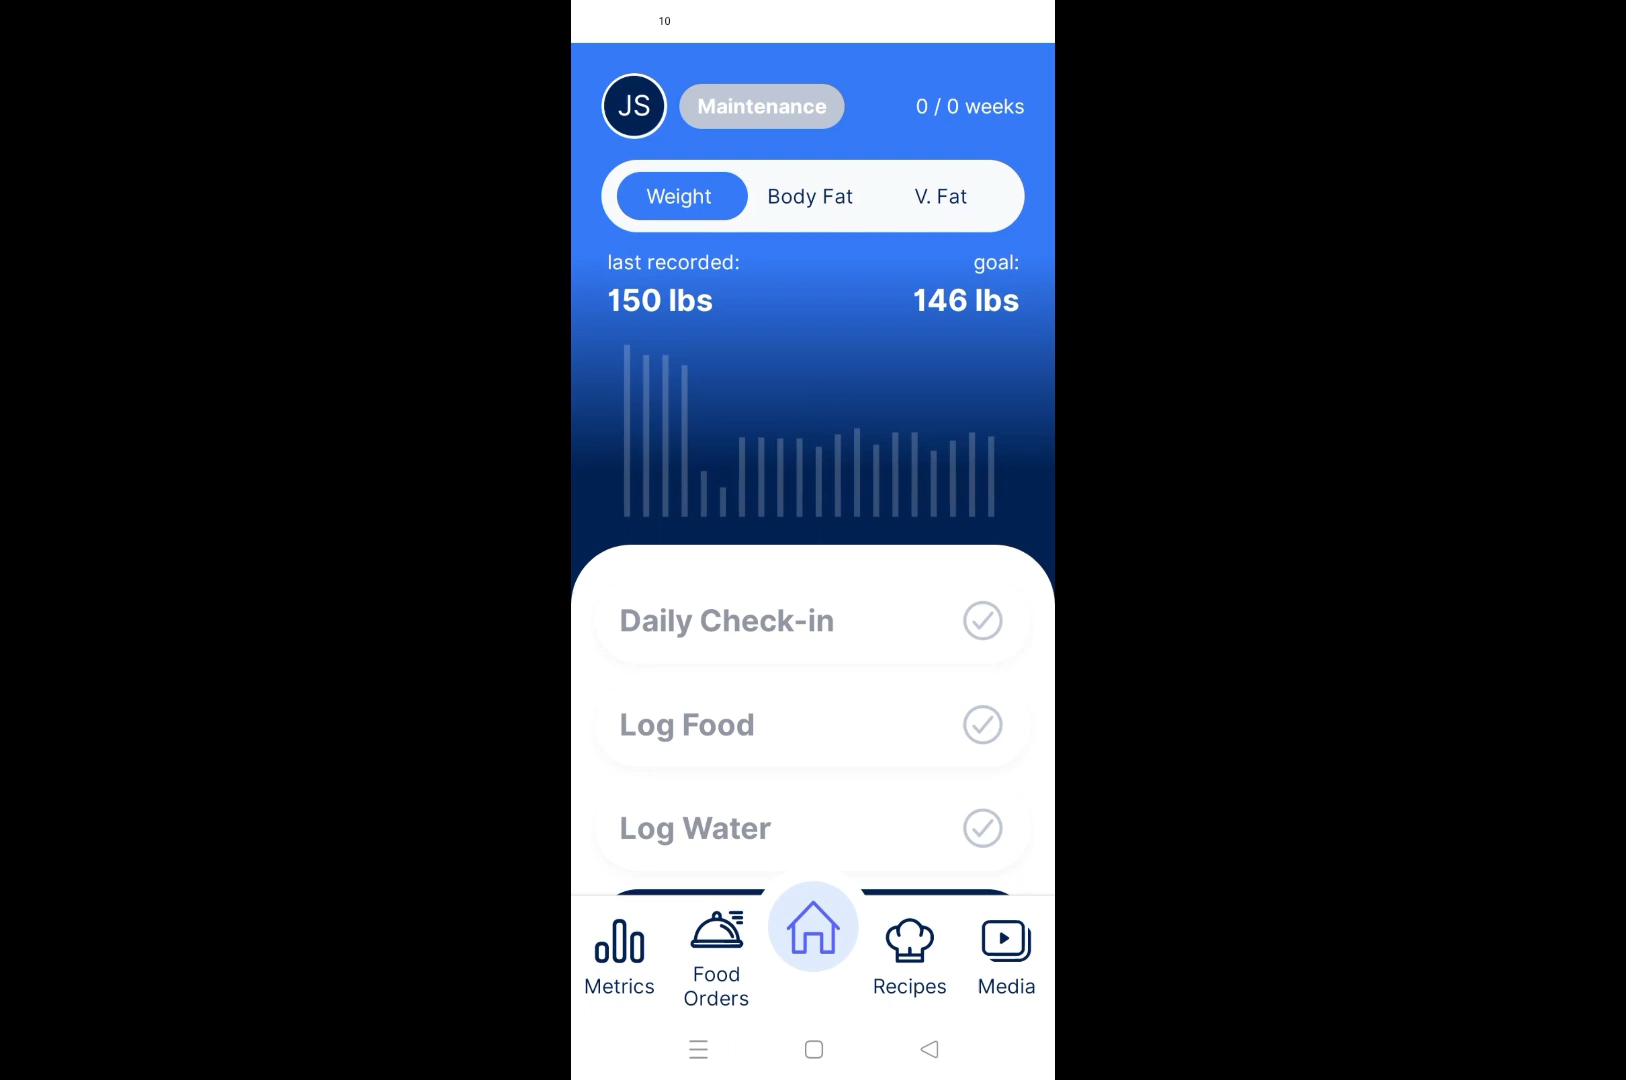 10
JS
Maintenance
0 / 0 weeks
Weight
Body Fat
V. Fat
last recorded:
goal:
150 lbs
146 lbs
Daily Check-in
Log Food
Log Water
Metrics
Food
Orders
Recipes
Media